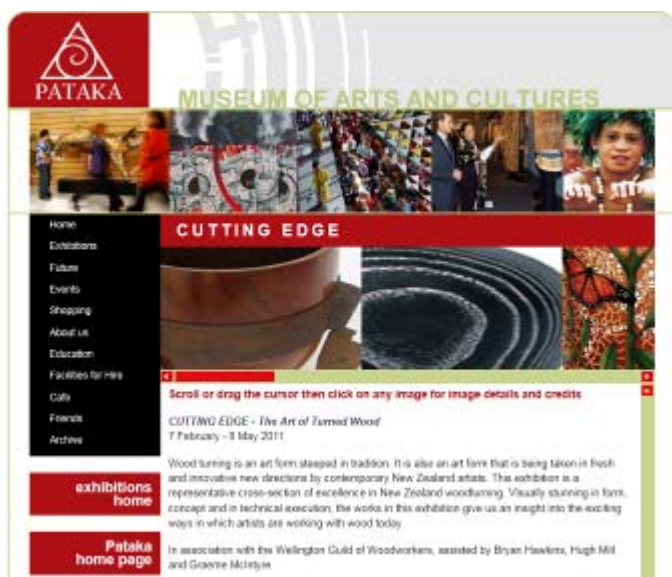 PATAKA
MUSEUM OF ARTS AND CULTURES
Home
Exhibitions
Future
Events
Shopping
About us
Education
Facilities for Hire
Café
Friends
Archive
exhibitions
home
Pataka
home page
CUTTING EDGE
Scroll or drag the cursor then click on any image for image details and credits
CUTTING EDGE - The Art of Turned Wood
7 February - 8 May 2011
Wood turning is an art form steeped in tradition. It is also an art form that is being taken in fresh
and innovative new directions by contemporary New Zealand artists. This exhibition is a
representative cross-section of excellence in New Zealand woodturning. Visually stunning in form,
concept and in technical execution, the works in this exhibition give us an insight into the exciting
ways in which artists are working with wood today.
In association with the Wellington Guild of Woodworkers, assisted by Bryan Hawkins, Hugh Mill
and Graeme McIntyre.